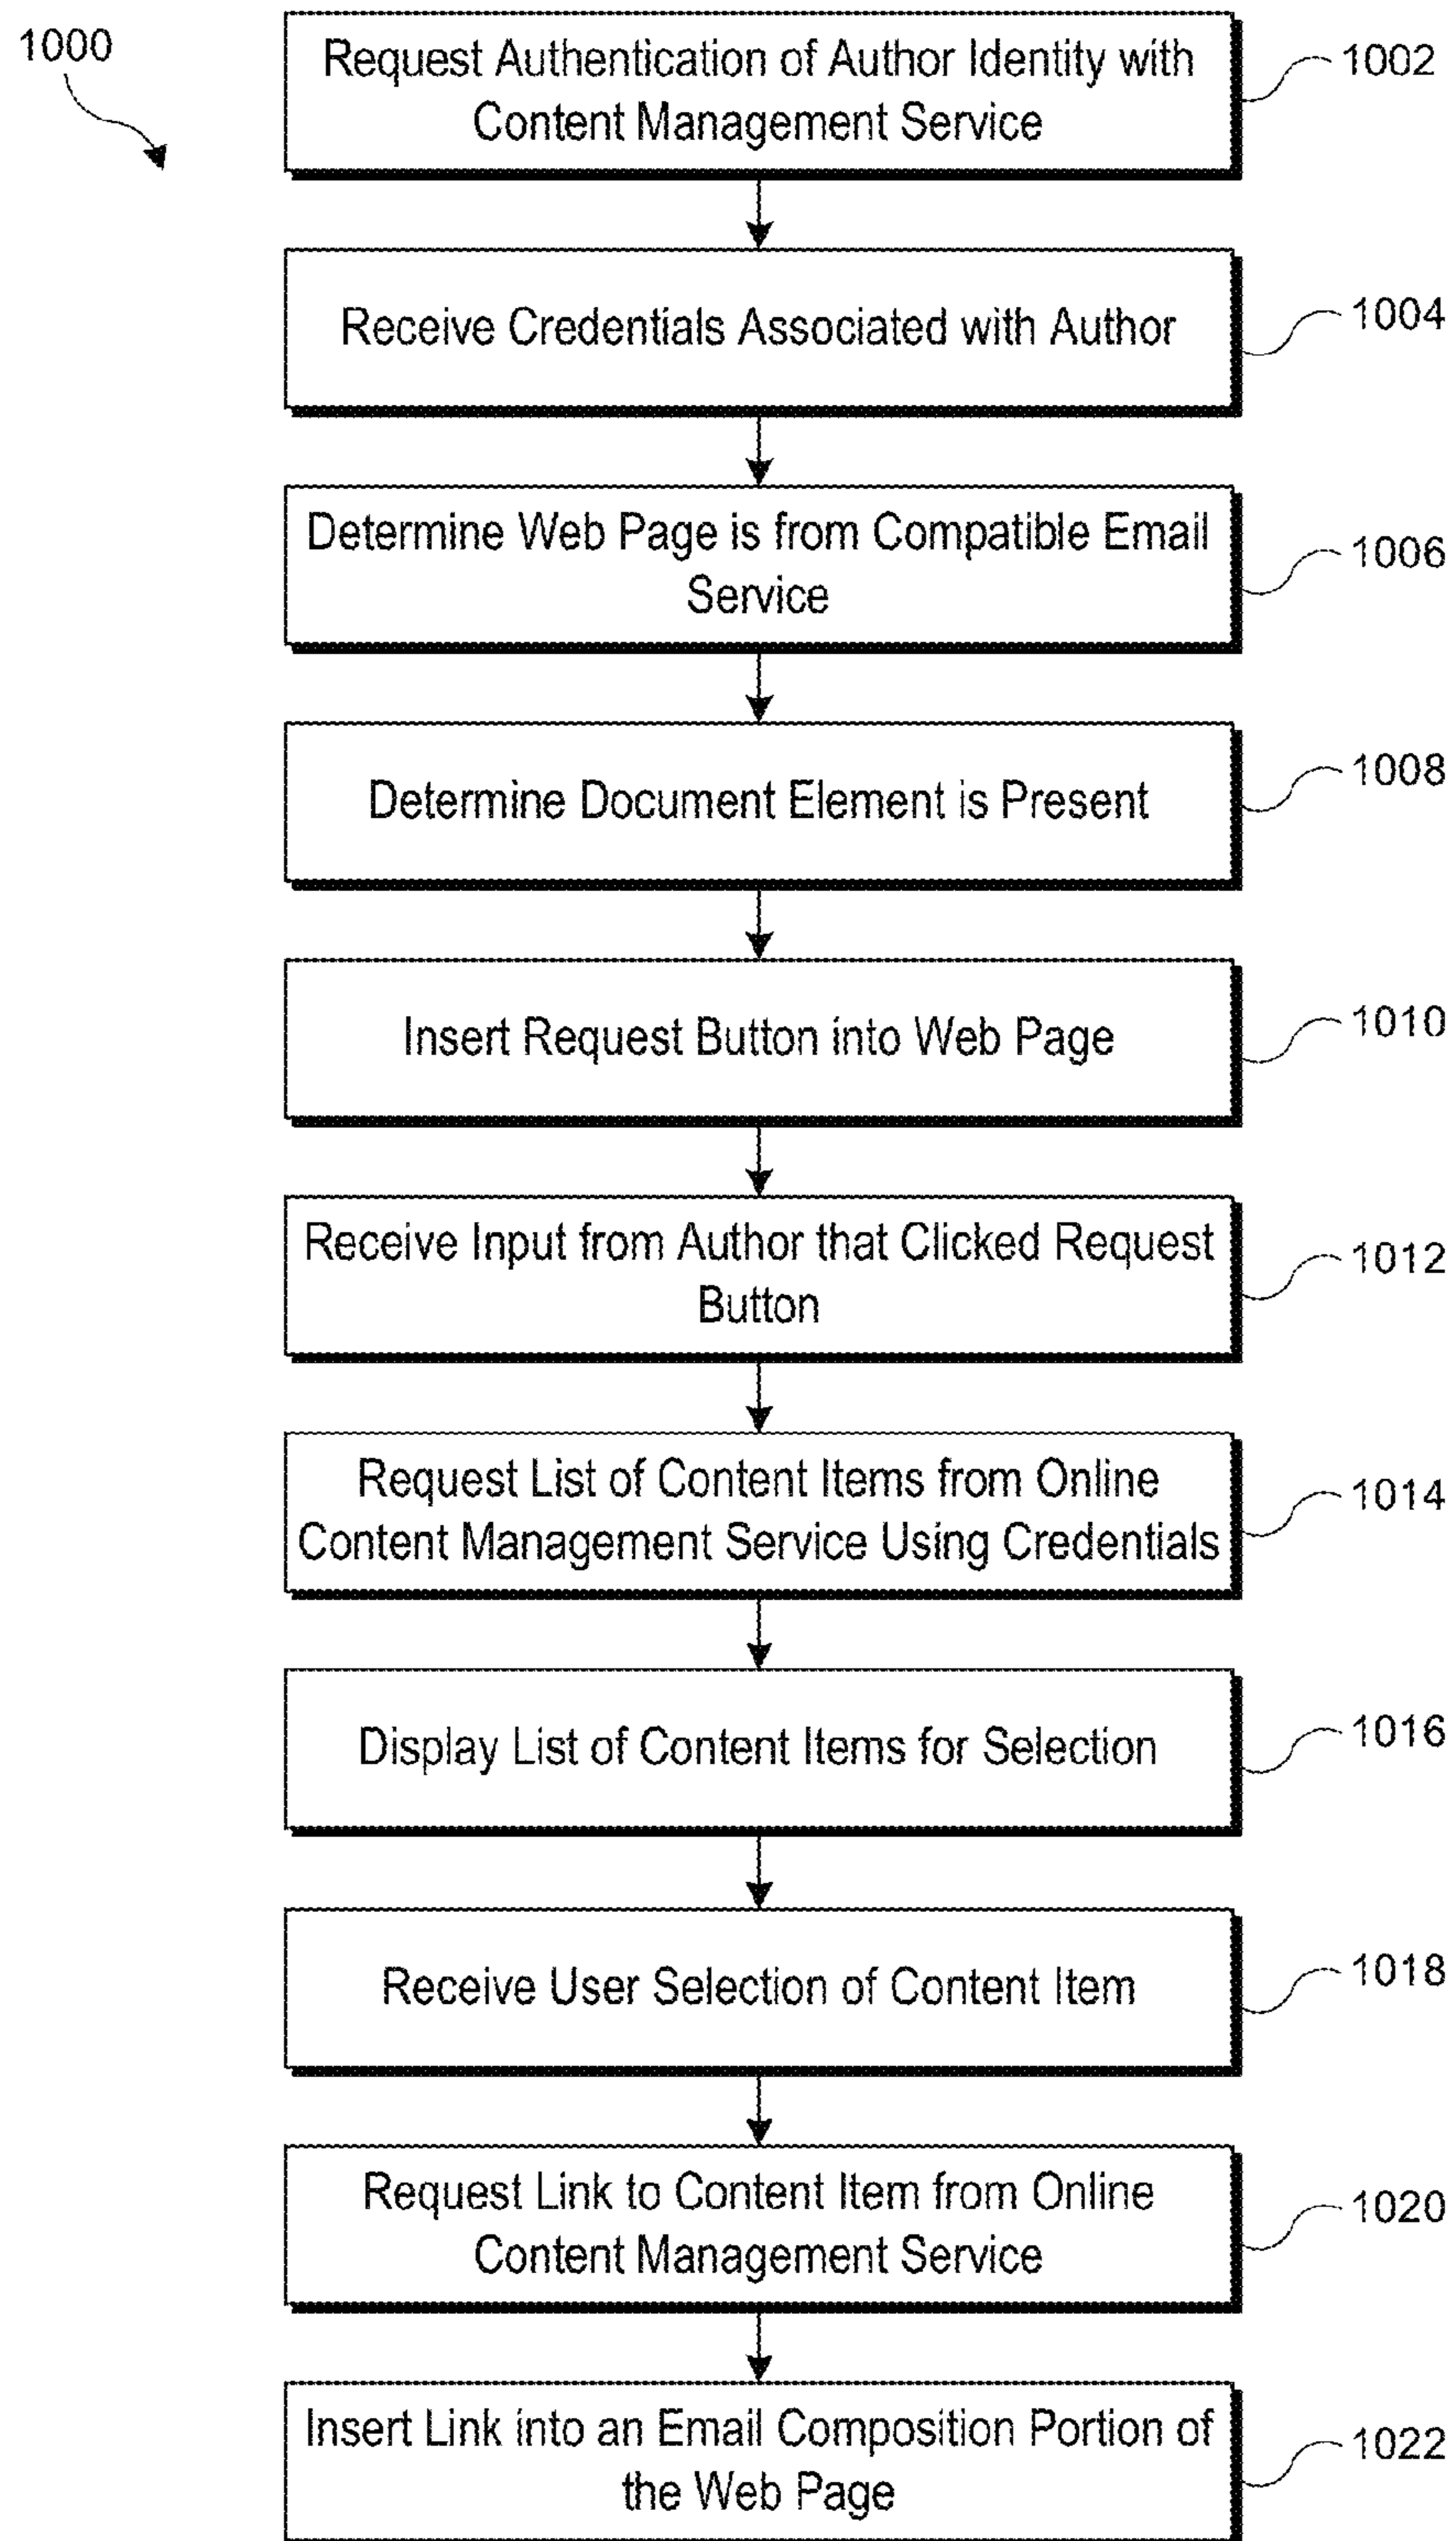 1000
Request Authentication of Author Identity with
Content Management Service
1002
Receive Credentials Associated with Author
1004
Determine Web Page is from Compatible Email
Service
1006
Determine Document Element is Present
1008
Insert Request Button into Web Page
1010
Receive Input from Author that Clicked Request
Button
1012
Request List of Content Items from Online
Content Management Service Using Credentials
1014
Display List of Content Items for Selection
1016
Receive User Selection of Content Item
1018
Request Link to Content Item from Online
Content Management Service
1020
Insert Link into an Email Composition Portion of
the Web Page
1022